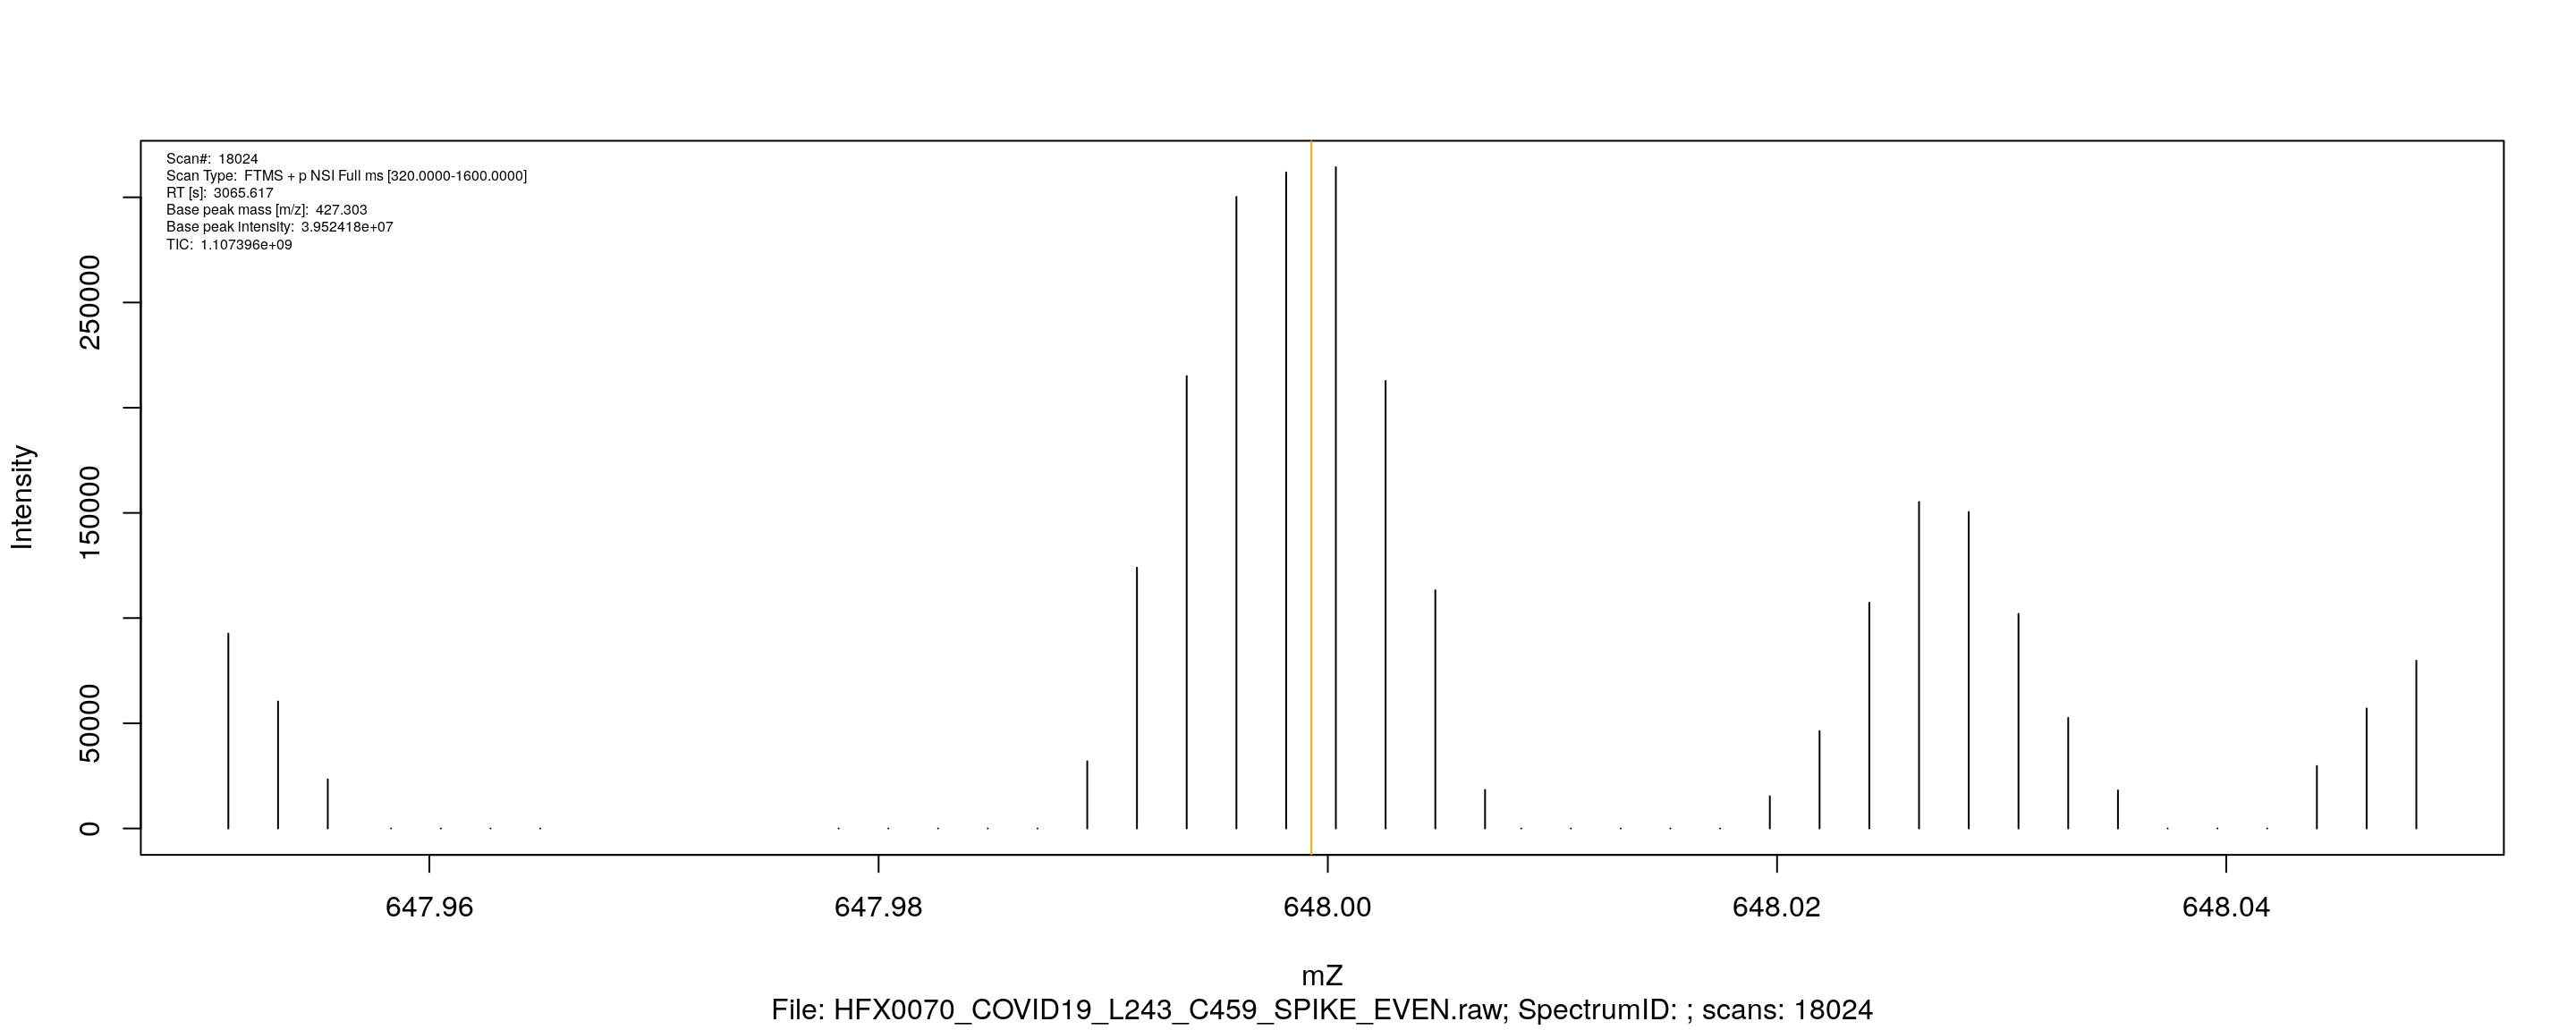 Scan#: 18024
Scan Type: FTMS + p NSI Full ms [320.0000-1600.0000]
RT [s]: 3065.617
Base peak mass [m/z]: 427.303
Base peak intensity: 3.952418e+07
TIC: 1.107396e+09
250000
150000
50000
0
Intensity
647.96 647.98 648.00 648.02 648.04
mZ
File: HFX0070_COVID19_L243_C459_SPIKE_EVEN.raw; SpectrumID: ; scans: 18024